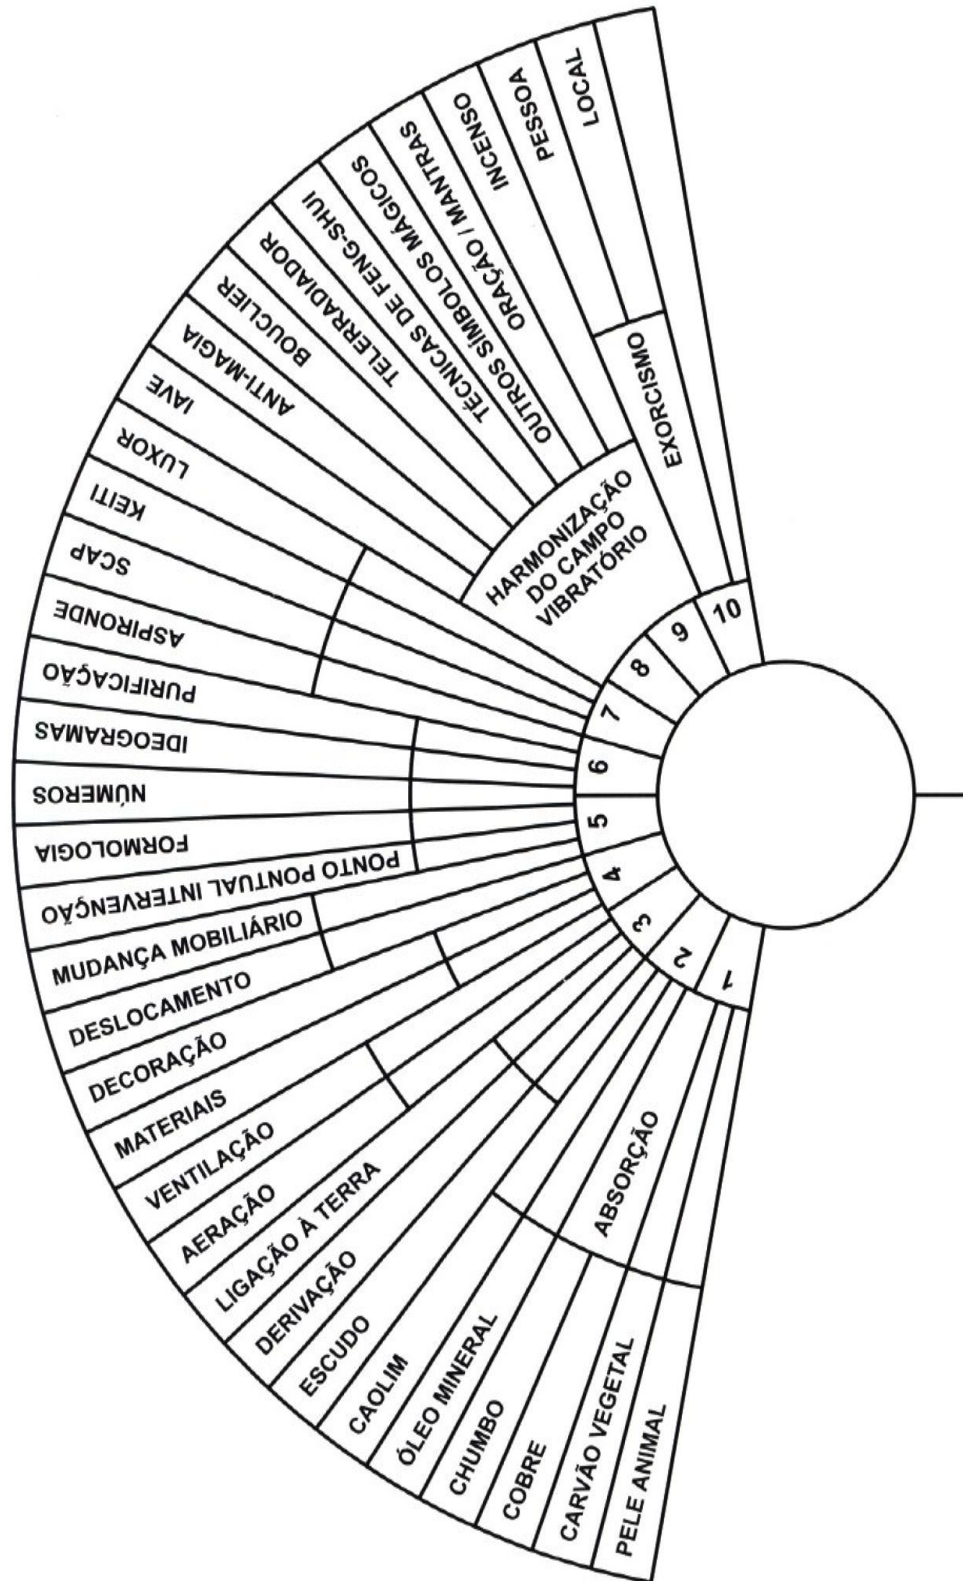 PELE ANIMAL
CARVÃO VEGETAL
COBRE
CHUMBO
ÓLEO MINERAL
CAOLIM
ESCUDO
DERIVAÇÃO
LIGAÇÃO À TERRA
AERAÇÃO
VENTILAÇÃO
MATERIAIS
DECORAÇÃO
DESLOCAMENTO
MUDANÇA MOBILIÁRIO
PONTO PONTUAL INTERVENÇÃO
FORMOLOGIA
NÚMEROS
IDEOGRAMAS
PURIFICAÇÃO
ASPIRONDE
SCAP
KEITI
LUXOR
IAVE
ANTI-MAGIA
BOUCLIER
TELERRADIADOR
TÉCNICAS DE FENG-SHUI
OUTROS SÍMBOLOS MÁGICOS
ORAÇÃO / MANTRAS
INCENSO
PESSOA
LOCAL
ABSORÇÃO
HARMONIZAÇÃO
DO CAMPO
VIBRATÓRIO
EXORCISMO
1
2
3
4
5
6
7
8
9
10